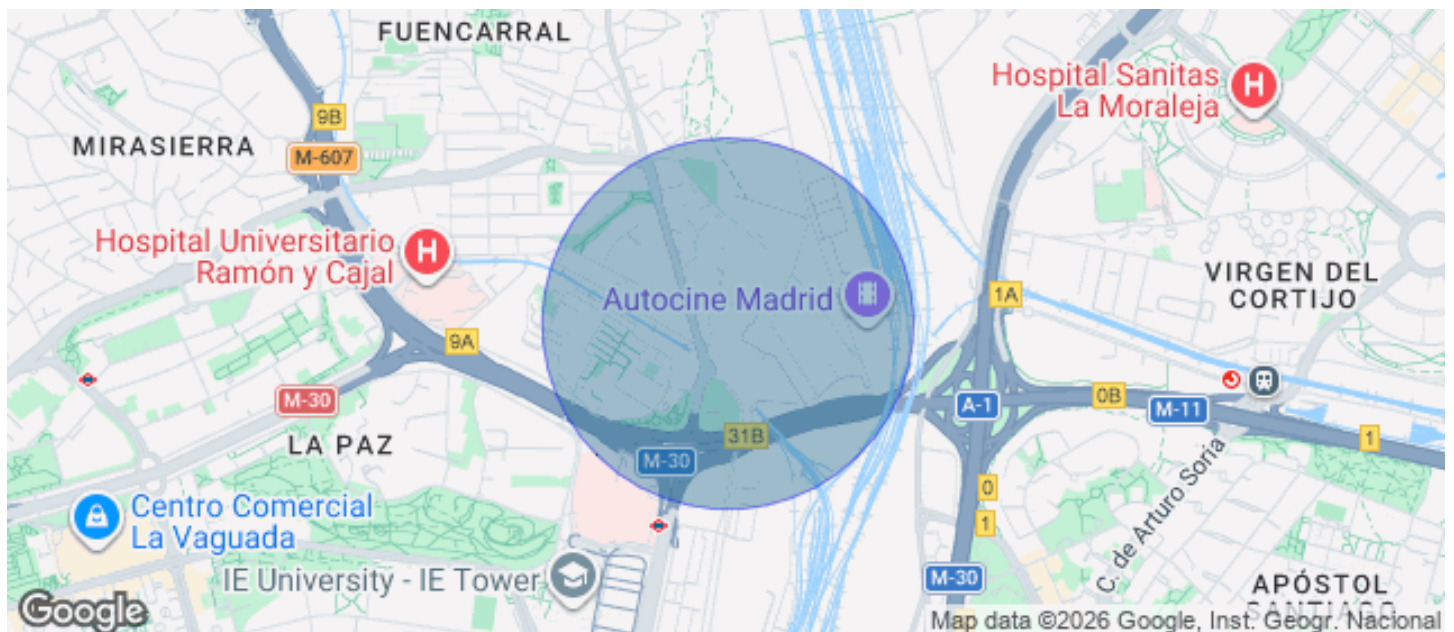 FUENCARRAL
Hospital Sanitas
La Moraleja
H
9B
MIRASIERRA
M-607
Hospital Universitario
Ramón y Cajal
H
VIRGEN DEL
CORTIJO
Autocine Madrid
1A
9A
M-30
A-1
0B
M-11
31B
1
LA PAZ
M-30
C. de Arturo Soria
0
1
Centro Comercial
La Vaguada
IE University - IE Tower
M-30
APÓSTOL
SANTIAGO
Google
Map data ©2026 Google, Inst. Geogr. Nacional